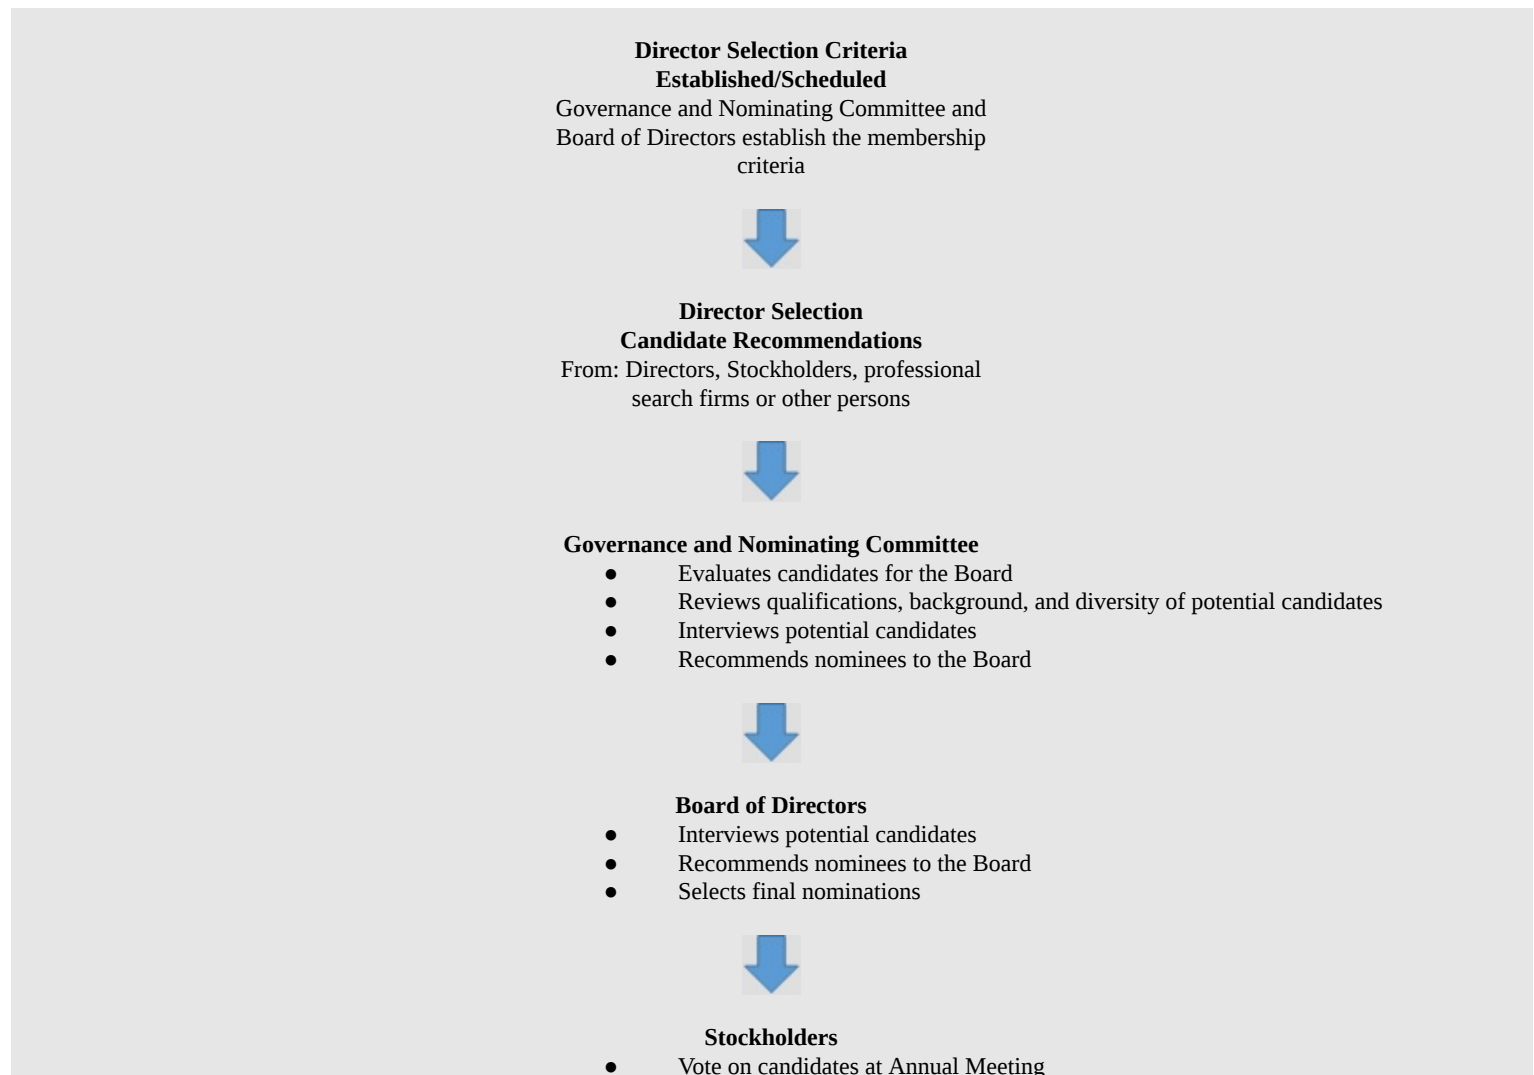 Director Selection Criteria
Established/Scheduled
Governance and Nominating Committee and
Board of Directors establish the membership
criteria
Director Selection
Candidate Recommendations
From: Directors, Stockholders, professional
search firms or other persons
Governance and Nominating Committee
● Evaluates candidates for the Board
● Reviews qualifications, background, and diversity of potential candidates
● Interviews potential candidates
● Recommends nominees to the Board
Board of Directors
● Interviews potential candidates
● Recommends nominees to the Board
● Selects final nominations
Stockholders
● Vote on candidates at Annual Meeting